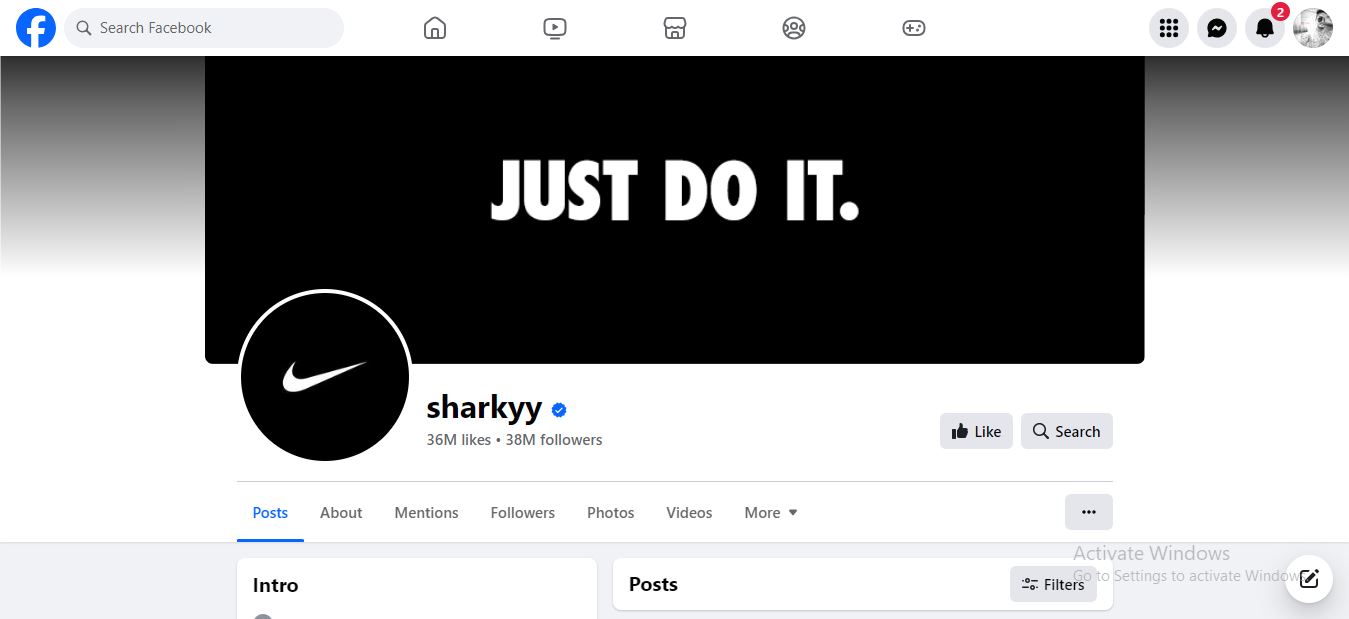 Search Facebook
2
JUST DO IT.
sharkyy
36M likes • 38M followers
Like
Search
Posts
About
Mentions
Followers
Photos
Videos
More
Intro
Posts
Filters
Activate Windows
Go to Settings to activate Windows